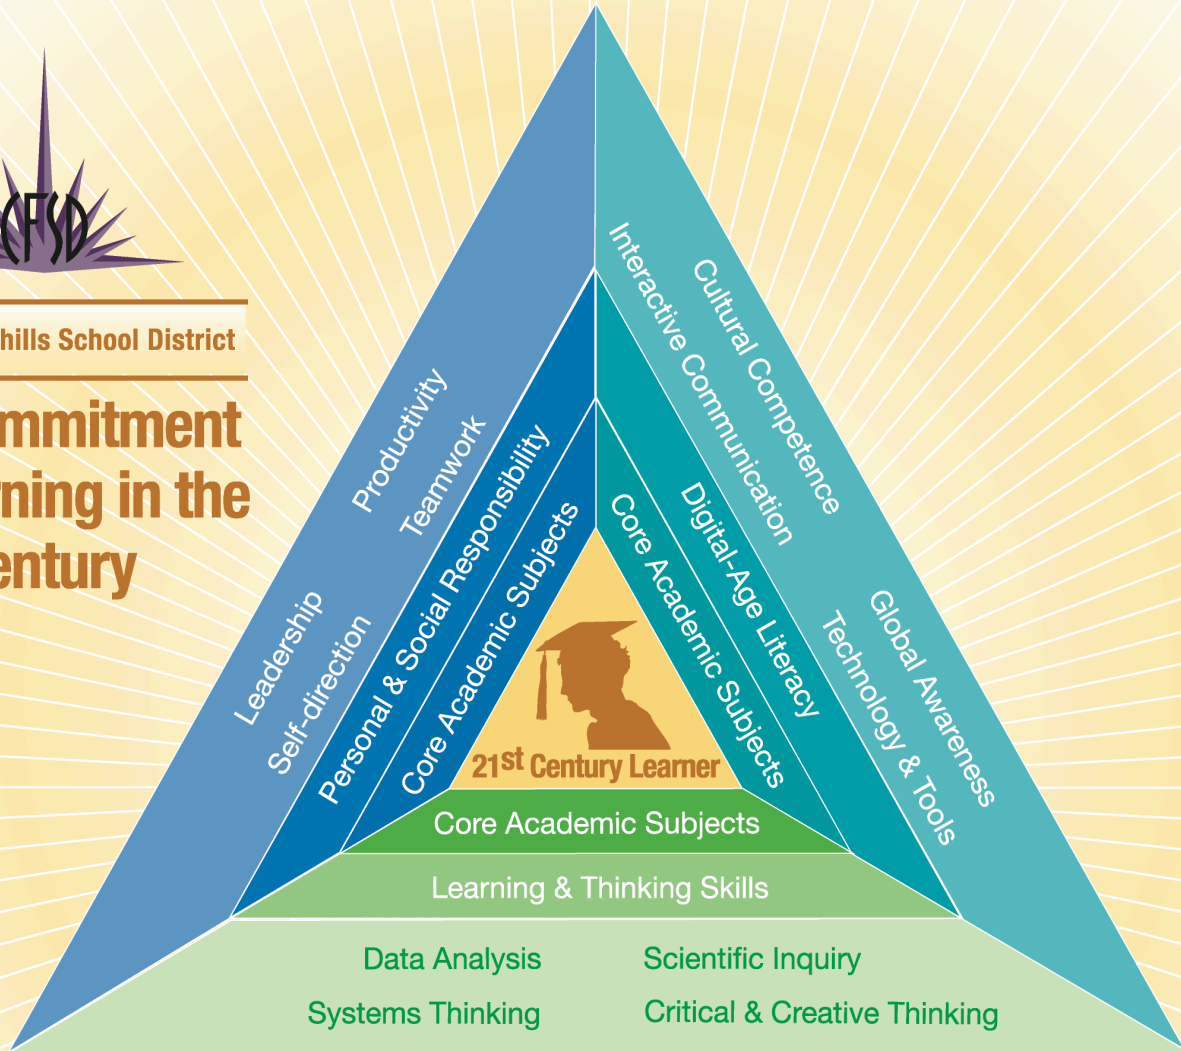 CFSD
hills School District
mmitment
rning in the
entury
Productivity
Teamwork
Leadership
Self-direction
Personal & Social Responsibility
Core Academic Subjects
Interactive Communication
Cultural Competence
Global Awareness
Technology & Tools
Digital-Age Literacy
Core Academic Subjects
21st Century Learner
Core Academic Subjects
Learning & Thinking Skills
Data Analysis
Scientific Inquiry
Systems Thinking
Critical & Creative Thinking